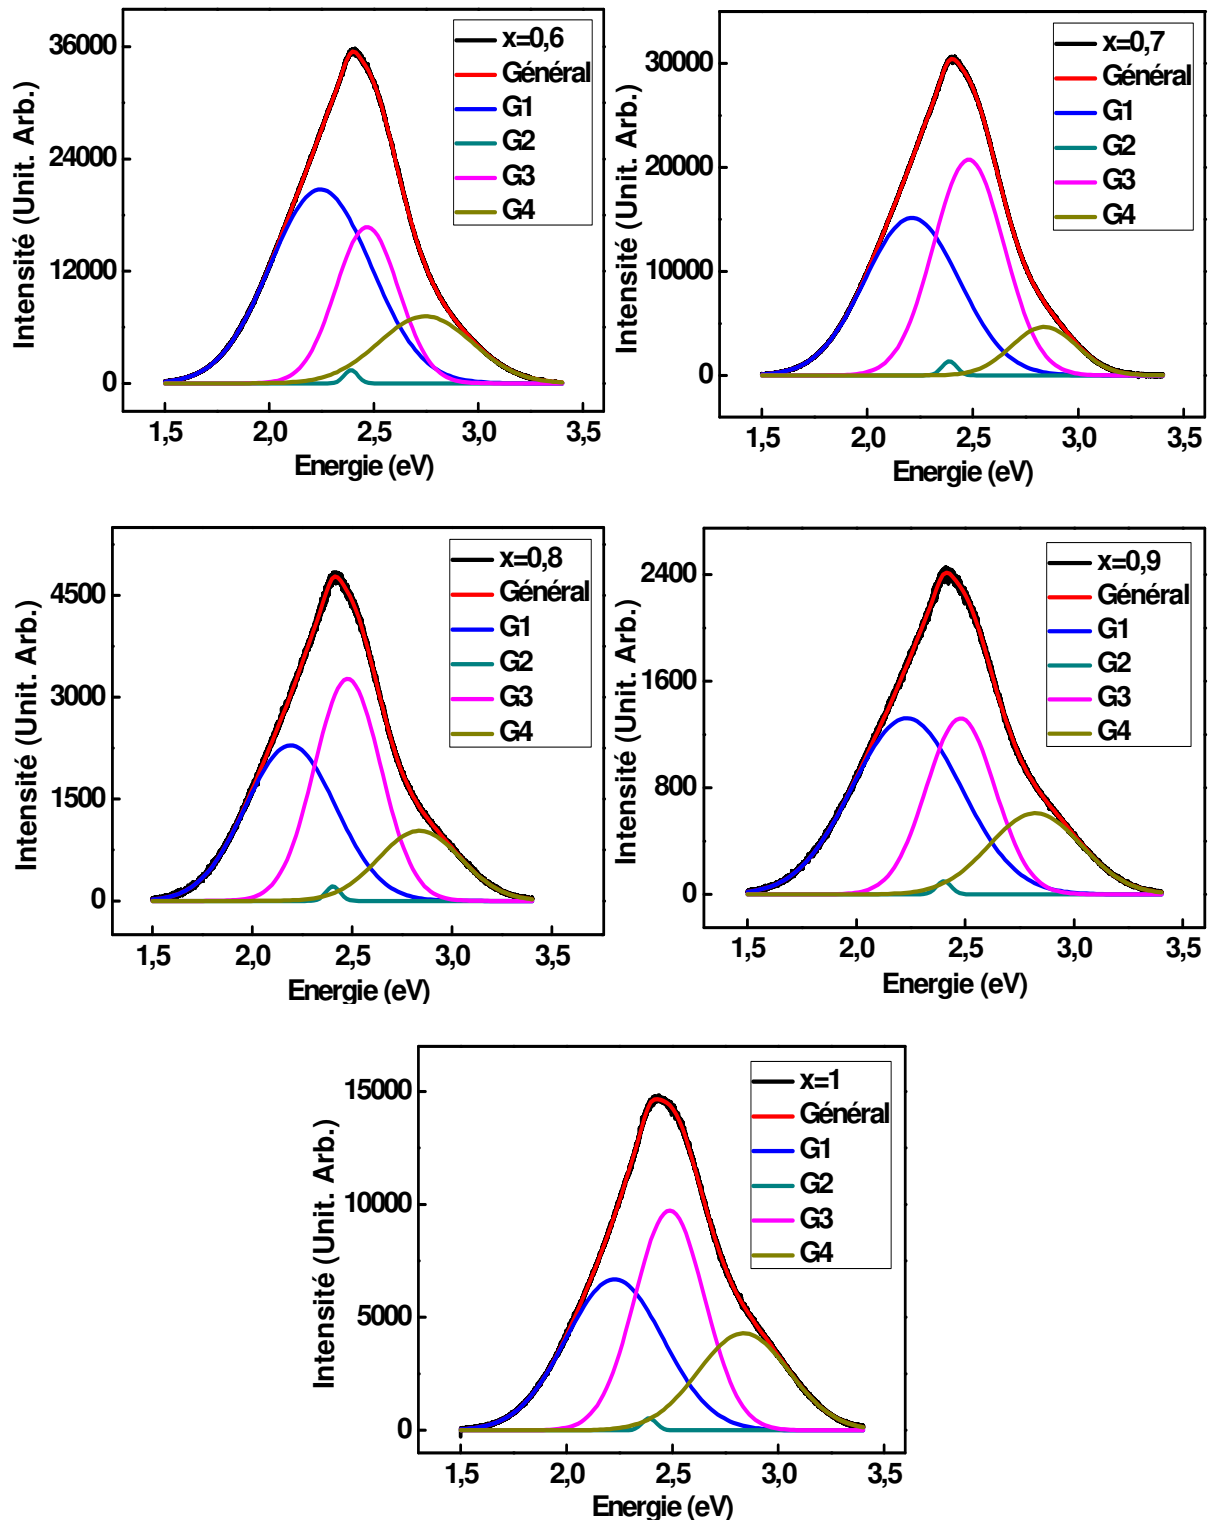 Intensité (Unit. Arb.)
36000
24000
12000
0
x=0,6
Général
G1
G2
G3
G4
1,5 2,0 2,5 3,0 3,5
Energie (eV)
Intensité (Unit. Arb.)
30000
20000
10000
0
x=0,7
Général
G1
G2
G3
G4
1,5 2,0 2,5 3,0 3,5
Energie (eV)
Intensité (Unit. Arb.)
4500
3000
1500
0
x=0,8
Général
G1
G2
G3
G4
1,5 2,0 2,5 3,0 3,5
Energie (eV)
Intensité (Unit. Arb.)
2400
1600
800
0
x=0,9
Général
G1
G2
G3
G4
1,5 2,0 2,5 3,0 3,5
Energie (eV)
Intensité (Unit. Arb.)
15000
10000
5000
0
x=1
Général
G1
G2
G3
G4
1,5 2,0 2,5 3,0 3,5
Energie (eV)